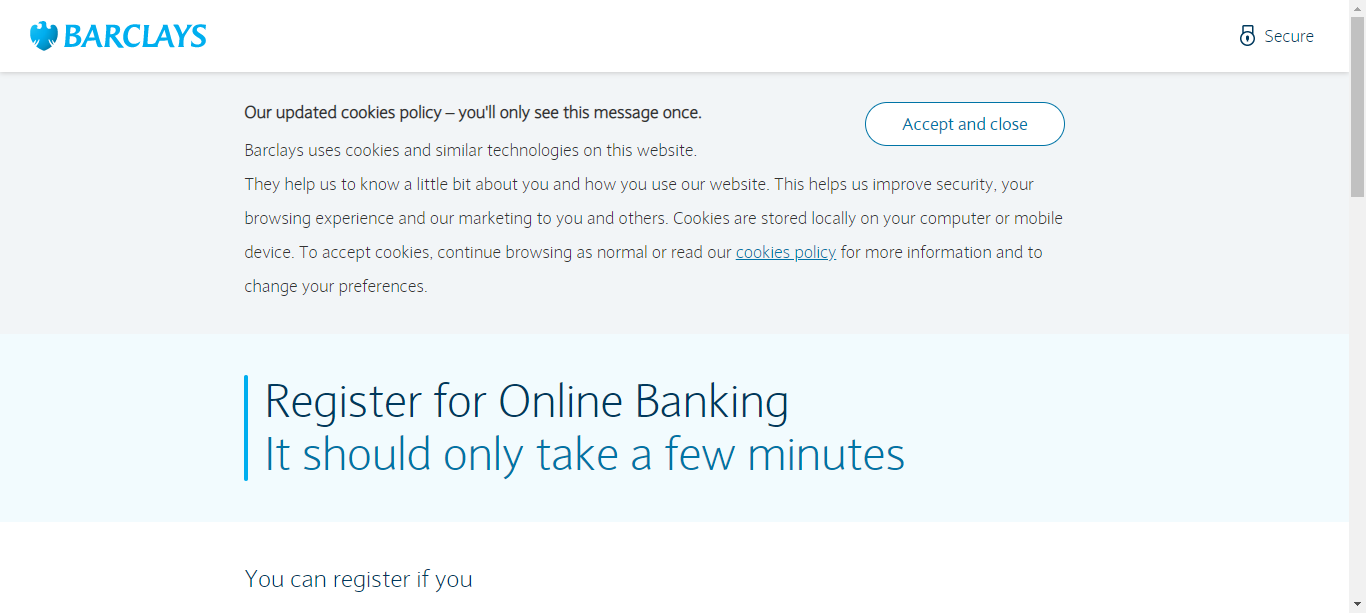 BARCLAYS
Secure
Our updated cookies policy – you'll only see this message once.
Accept and close
Barclays uses cookies and similar technologies on this website.
They help us to know a little bit about you and how you use our website. This helps us improve security, your
browsing experience and our marketing to you and others. Cookies are stored locally on your computer or mobile
device. To accept cookies, continue browsing as normal or read our cookies policy for more information and to
change your preferences.
Register for Online Banking
It should only take a few minutes
You can register if you